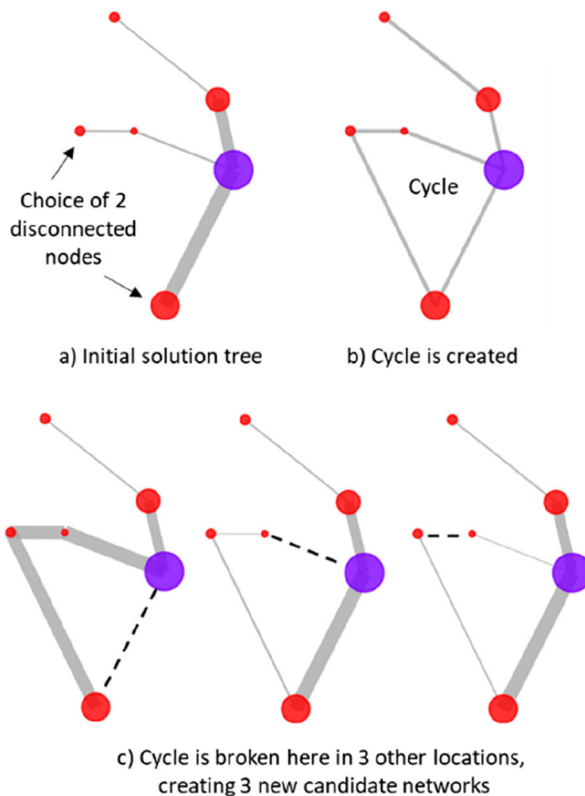 Choice of 2
disconnected
nodes
Cycle
a) Initial solution tree
b) Cycle is created
c) Cycle is broken here in 3 other locations,
creating 3 new candidate networks